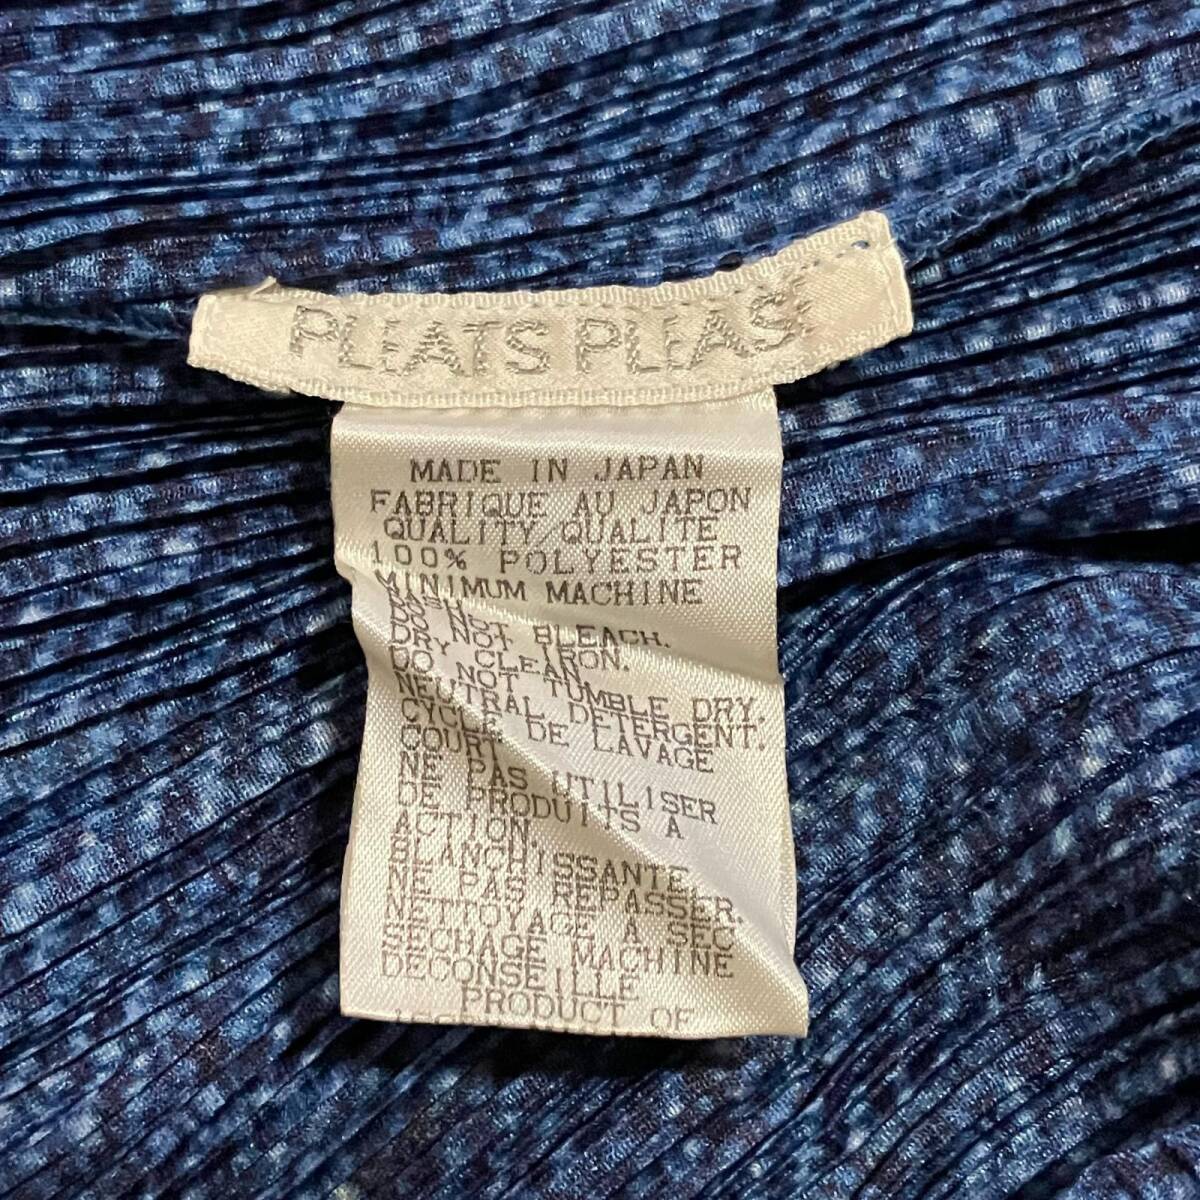 PLEATS PLEASE
MADE IN JAPAN
FABRIQUE AU JAPON
QUALITY/QUALITE
100% POLYESTER
MINIMUM MACHINE
WASH.
DO NOT BLEACH.
DO NOT IRON.
DRY CLEAN.
DO NOT TUMBLE DRY.
NEUTRAL DETERGENT.
CYCLE DE LAVAGE
COURT
NE PAS UTILISER
DE PRODUITS A
ACTION.
BLANCHISSANTE.
NE PAS REPASSER.
NETTOYAGE A SEC
SECHAGE MACHINE
DECONSEILLE
PRODUCT OF